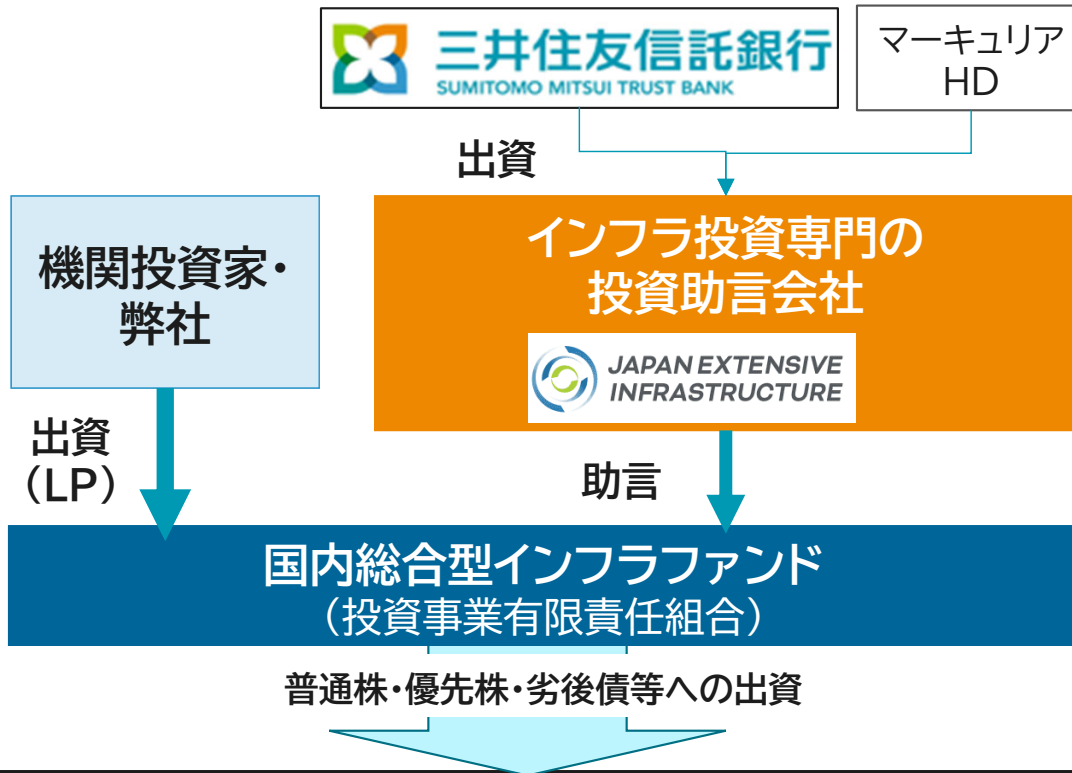 三井住友信託銀行
SUMITOMO MITSUI TRUST BANK
マーキュリア
HD
出資
機関投資家・
弊社
インフラ投資専門の
投資助言会社
JAPAN EXTENSIVE
INFRASTRUCTURE
出資
（LP）
助言
国内総合型インフラファンド
（投資事業有限責任組合）
普通株・優先株・劣後債等への出資